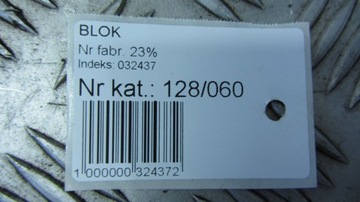 BLOK
Nr fabr. 23%
Indeks: 032437
Nr kat.: 128/060
1 000000 324372